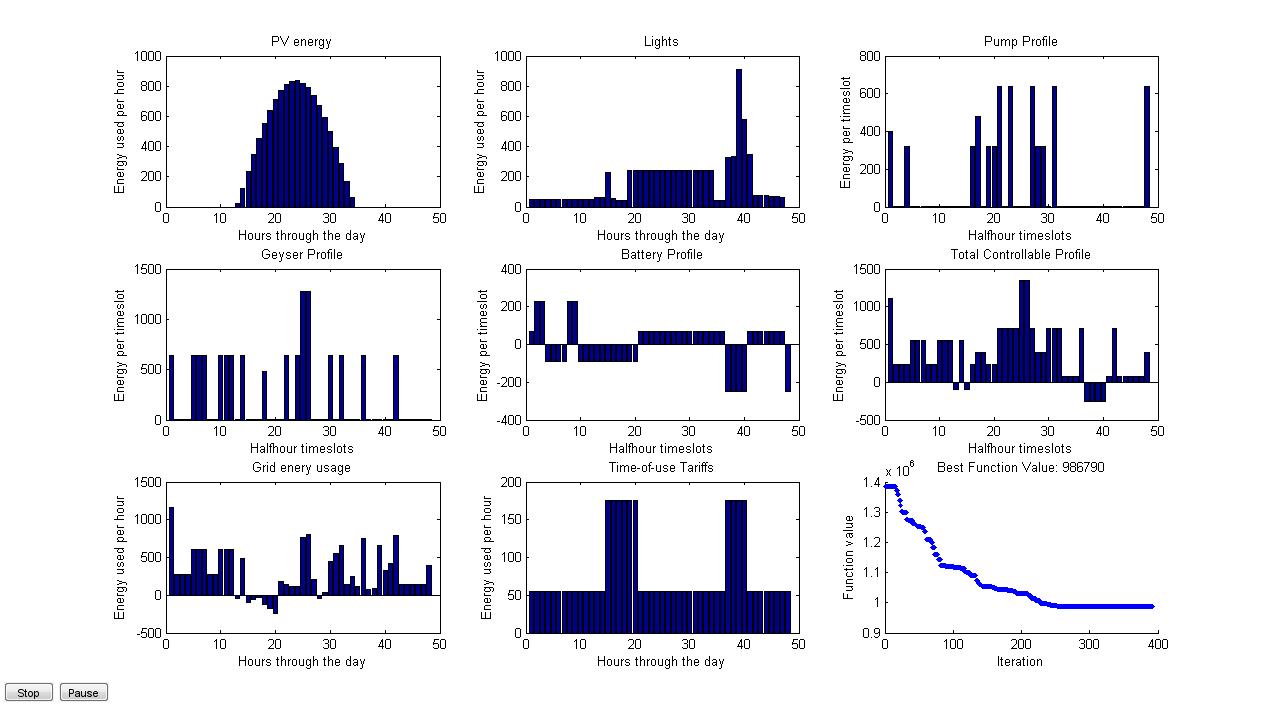 PV energy
1000
800
600
400
200
0
Energy used per hour
0 10 20 30 40 50
Hours through the day
Lights
1000
800
600
400
200
0
Energy used per hour
0 10 20 30 40 50
Hours through the day
Pump Profile
800
600
400
200
0
Energy per timeslot
0 10 20 30 40 50
Halfhour timeslots
Geyser Profile
1500
1000
500
0
Energy per timeslot
0 10 20 30 40 50
Halfhour timeslots
Battery Profile
400
200
0
-200
-400
Energy per timeslot
0 10 20 30 40 50
Halfhour timeslots
Total Controllable Profile
1500
1000
500
0
-500
Energy per timeslot
0 10 20 30 40 50
Halfhour timeslots
Grid enery usage
1500
1000
500
0
-500
Energy used per hour
0 10 20 30 40 50
Hours through the day
Time-of-use Tariffs
200
150
100
50
0
Energy used per hour
0 10 20 30 40 50
Hours through the day
x 10^6
Best Function Value: 986790
1.4
1.3
1.2
1.1
1
0.9
Function value
0 100 200 300 400
Iteration
Stop Pause